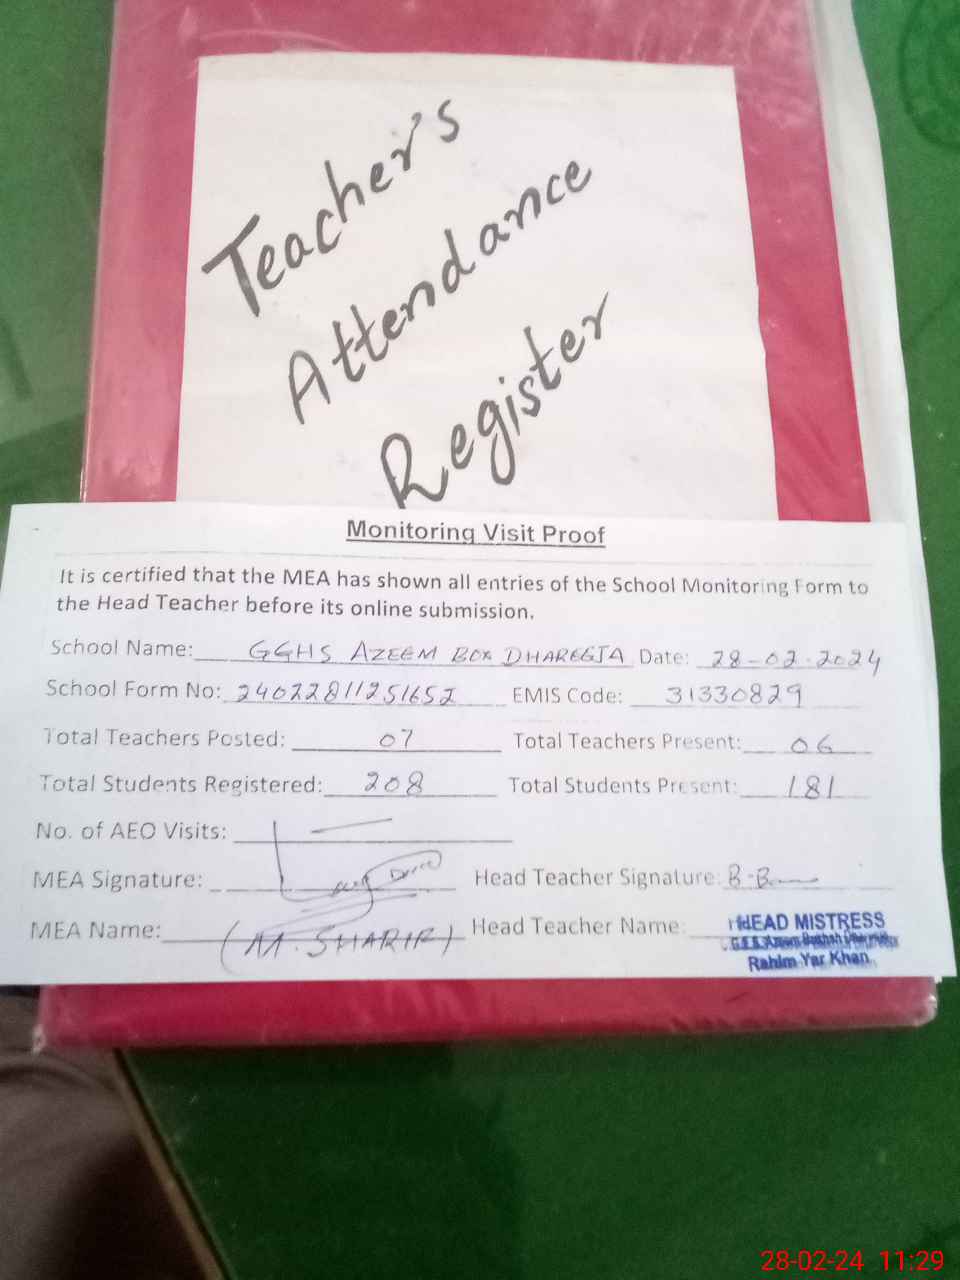 Teacher's
Attendance
Register
Monitoring Visit Proof
It is certified that the MEA has shown all entries of the School Monitoring Form to
the Head Teacher before its online submission.
School Name: GGHS AZEEM BOX DHAREEJA Date: 28-02-2024
School Form No: 24022811251652 EMIS Code: 31330829
Total Teachers Posted: 07 Total Teachers Present: 06
Total Students Registered: 208 Total Students Present: 181
No. of AEO Visits:
MEA Signature: Head Teacher Signature:
MEA Name: (M. SHARIF) Head Teacher Name: HEAD MISTRESS
Rahim Yar Khan
28-02-24 11:29